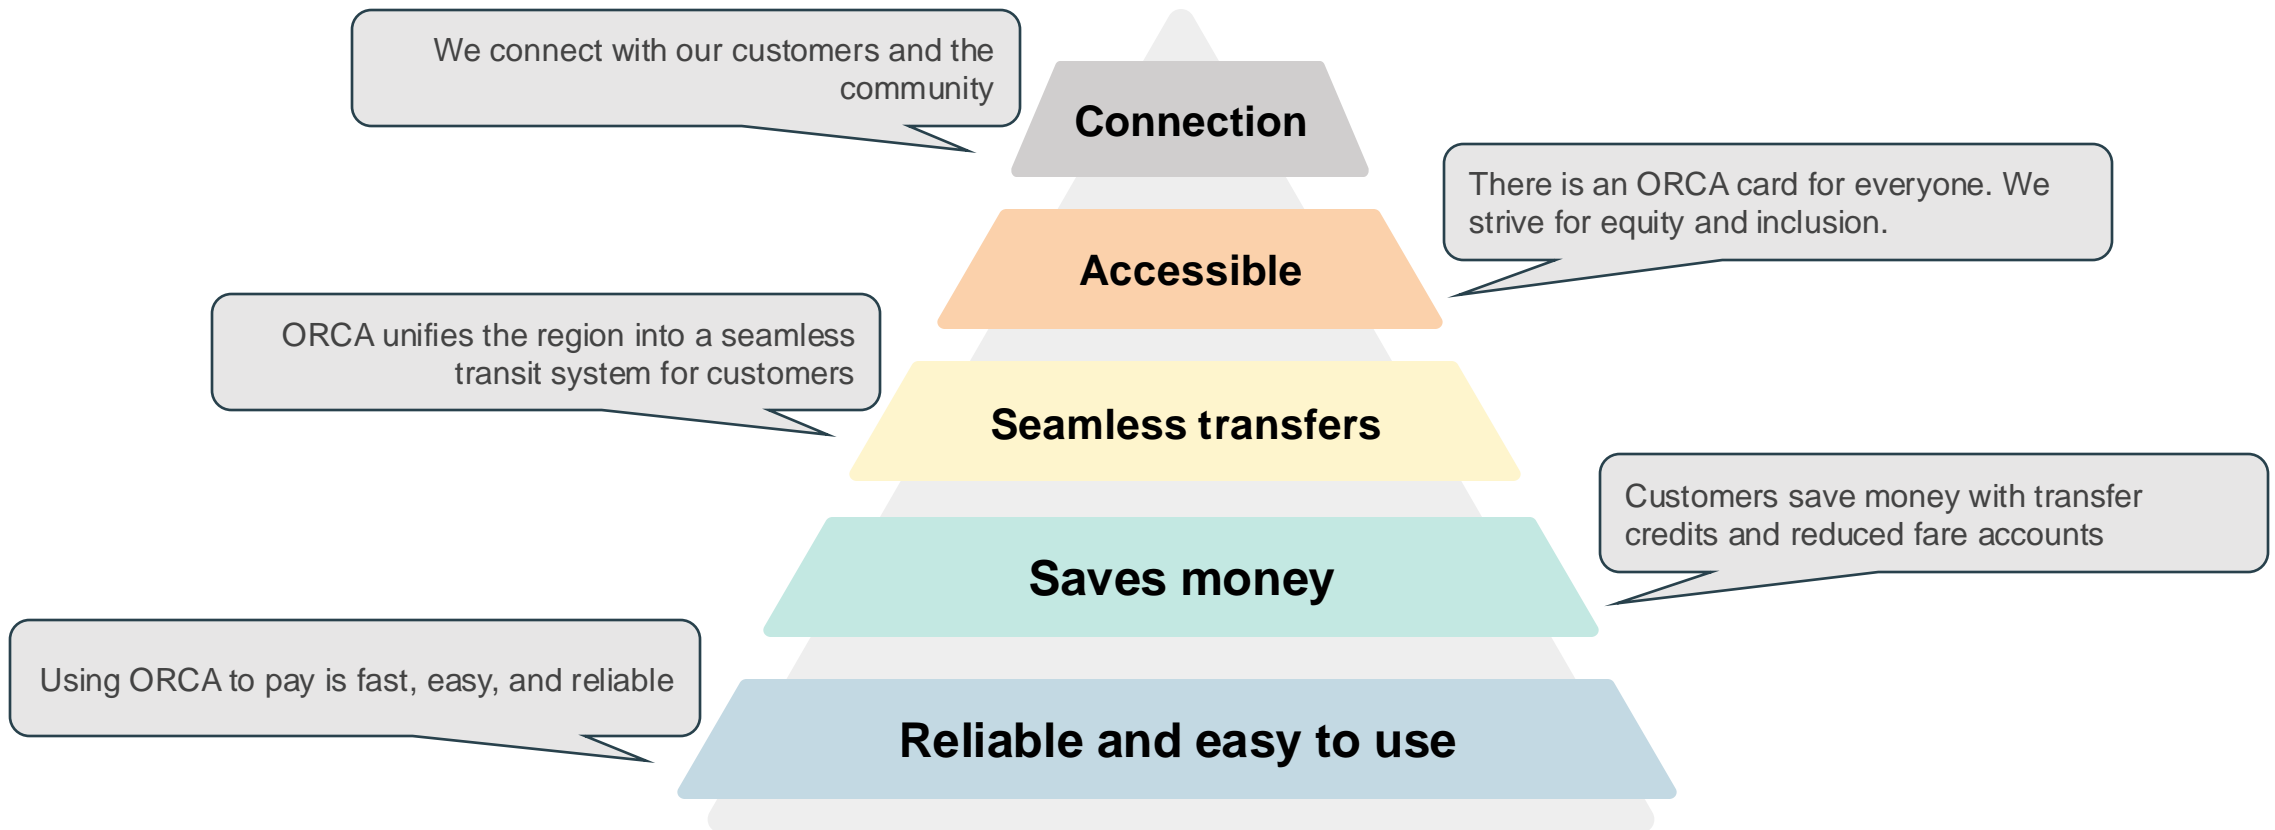 We connect with our customers and the
community
Connection
There is an ORCA card for everyone. We
strive for equity and inclusion.
Accessible
ORCA unifies the region into a seamless
transit system for customers
Seamless transfers
Customers save money with transfer
credits and reduced fare accounts
Saves money
Using ORCA to pay is fast, easy, and reliable
Reliable and easy to use